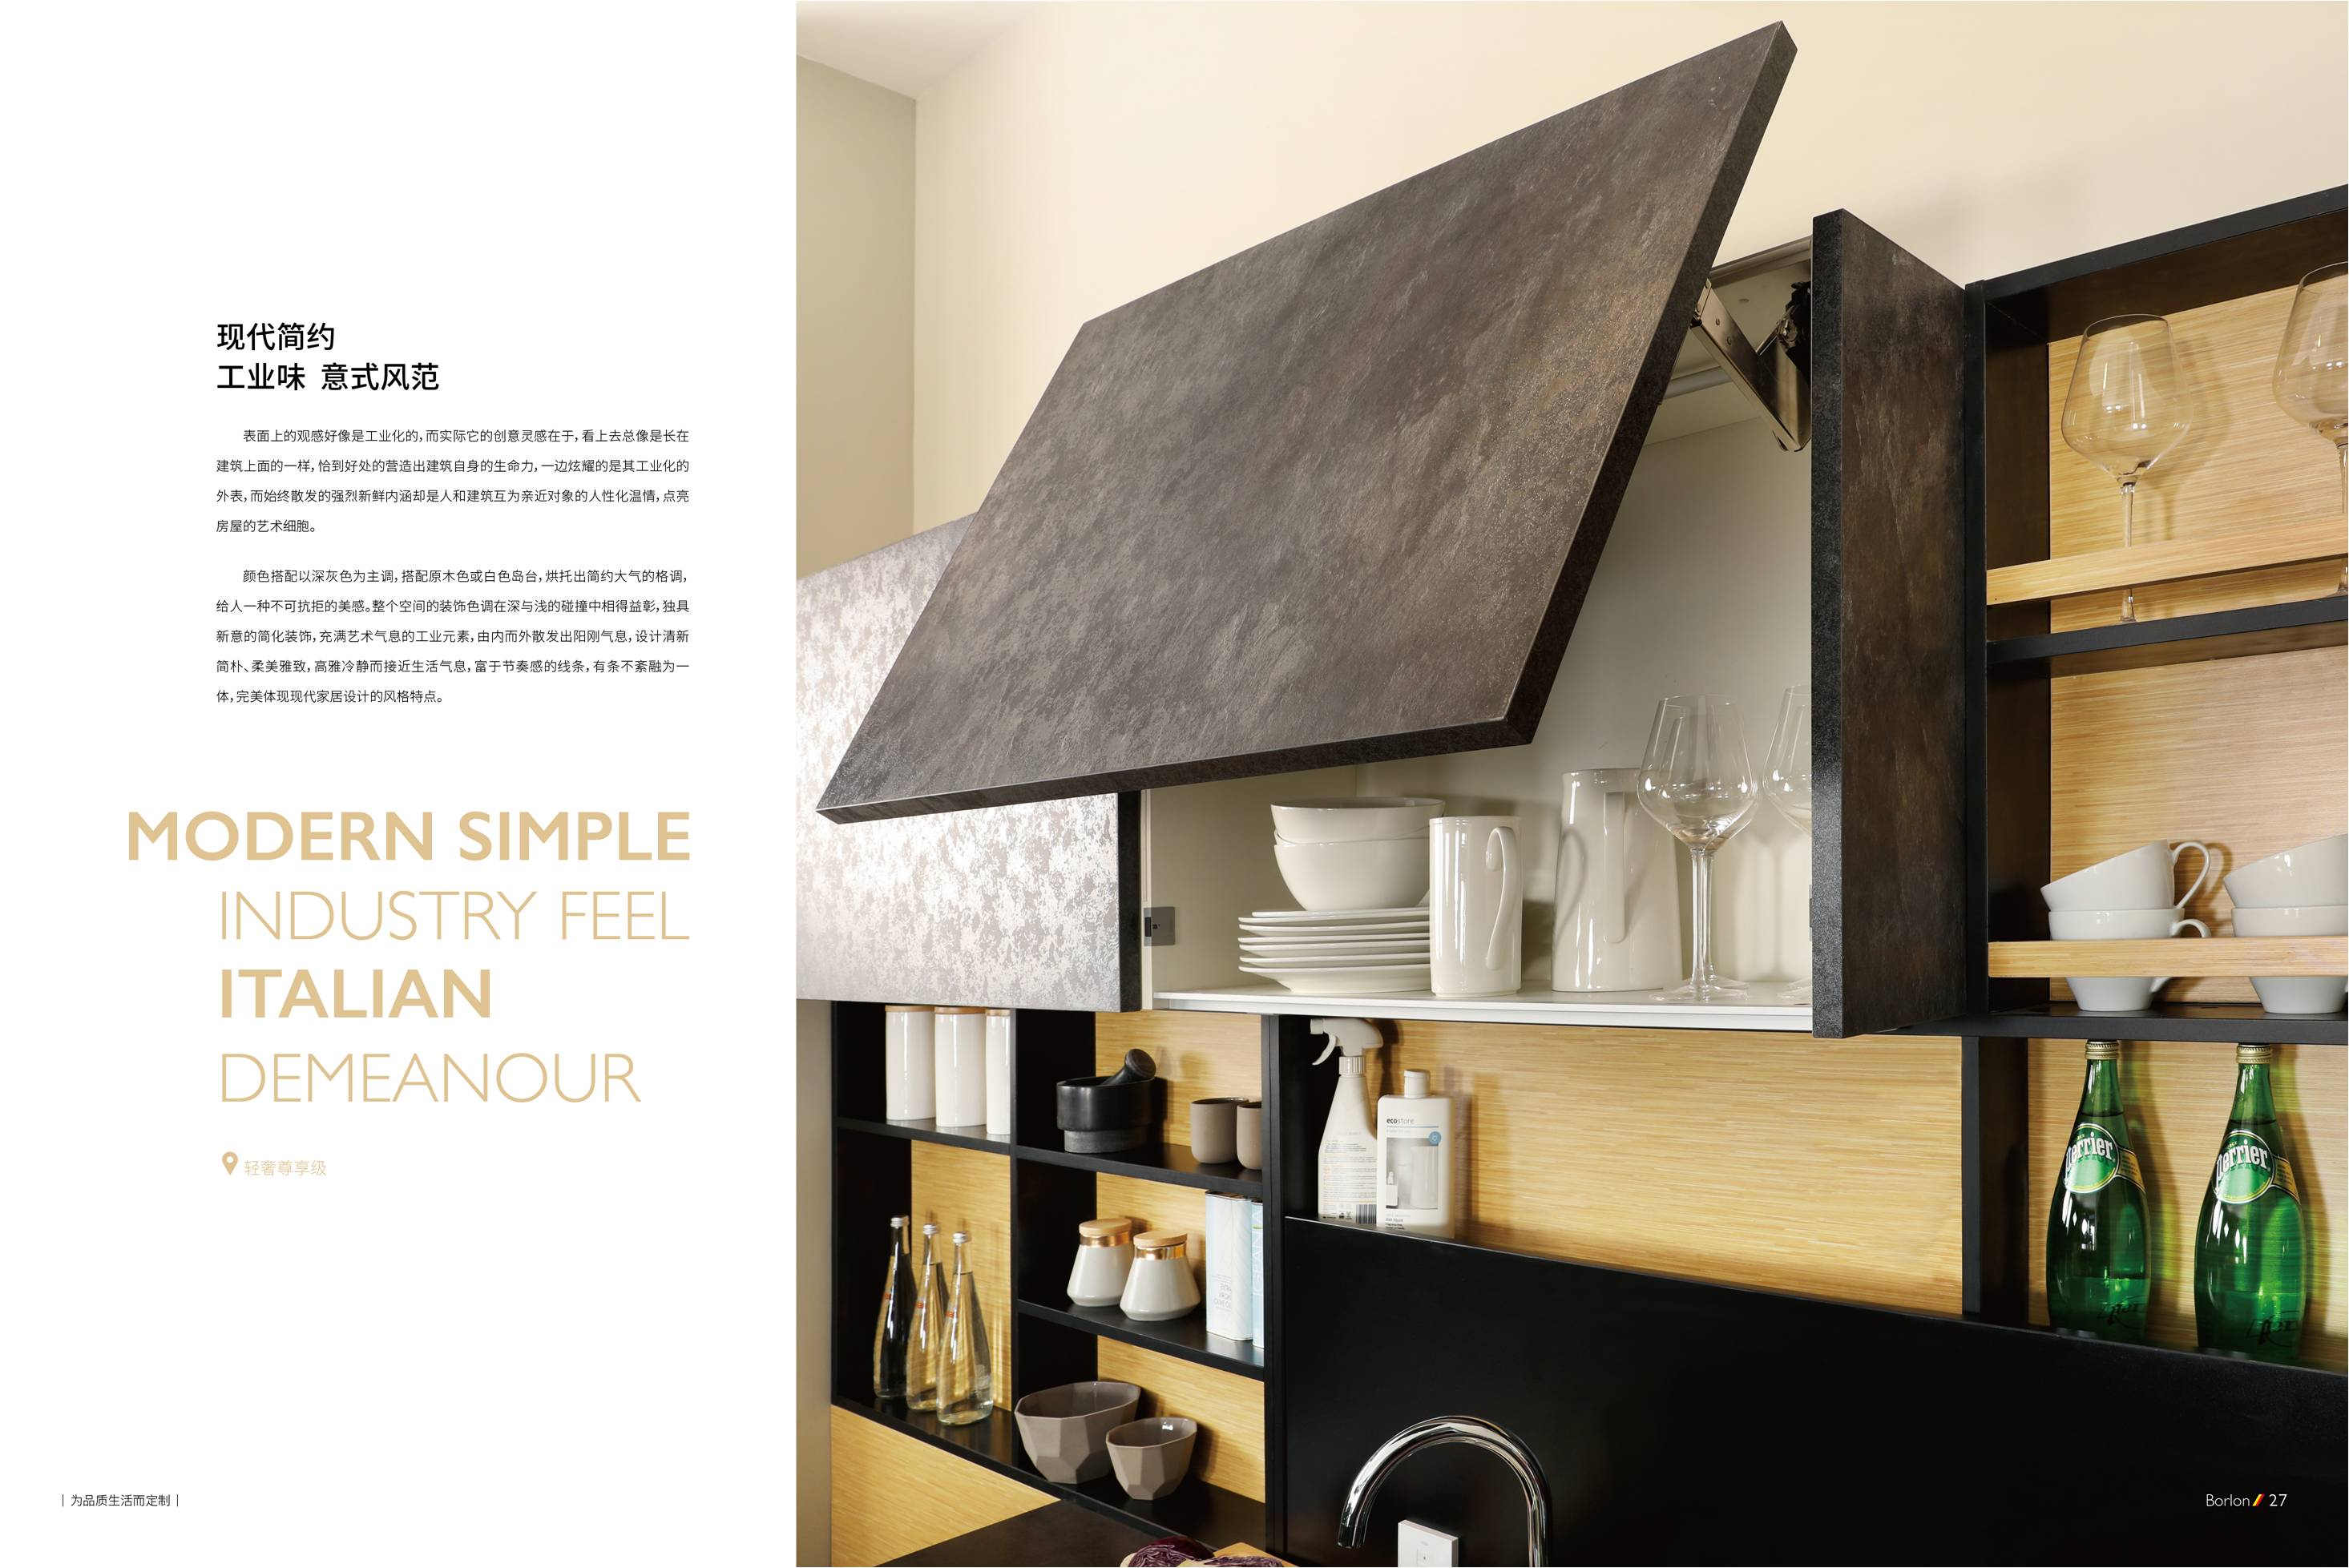 现代简约
工业味 意式风范
表面上的观感好像是工业化的，而实际它的创意灵感在于，看上去总像是长在
建筑上面的一样，恰到好处的营造出建筑自身的生命力，一边炫耀的是其工业化的
外表，而始终散发的强烈新鲜内涵却是人和建筑互为亲近对象的人性化温情，点亮
房屋的艺术细胞。
颜色搭配以深灰色为主调，搭配原木色或白色岛台，烘托出简约大气的格调，
给人一种不可抗拒的美感。整个空间的装饰色调在深与浅的碰撞中相得益彰，独具
新意的简化装饰，充满艺术气息的工业元素，由内而外散发出阳刚气息，设计清新
简朴、柔美雅致，高雅冷静而接近生活气息，富于节奏感的线条，有条不紊融为一
体，完美体现现代家居设计的风格特点。
MODERN SIMPLE
INDUSTRY FEEL
ITALIAN
DEMEANOUR
轻奢尊享级
| 为品质生活而定制 |
ecostore
Perrier
Perrier
Borlon 27